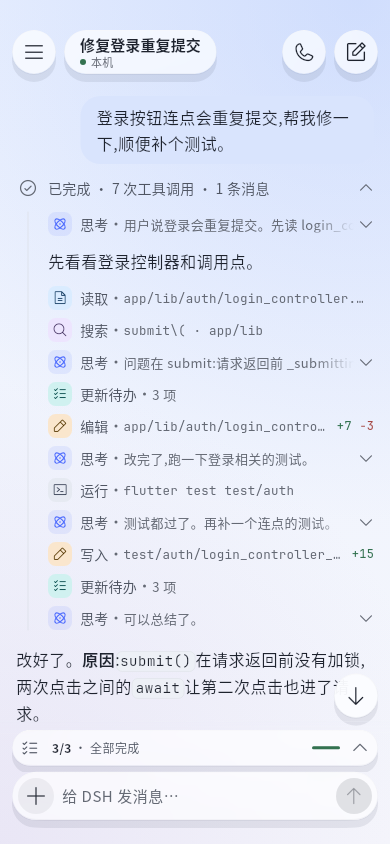 修复登录重复提交
本机
登录按钮连点会重复提交,帮我修一
下,顺便补个测试。
已完成 · 7 次工具调用 · 1 条消息
思考 · 用户说登录会重复提交。先读 login_c
先看看登录控制器和调用点。
读取 · app/lib/auth/login_controller.…
搜索 · submit\( · app/lib
思考 · 问题在 submit:请求返回前 _submitti
更新待办 · 3 项
编辑 · app/lib/auth/login_contro… +7 -3
思考 · 改完了,跑一下登录相关的测试。
运行 · flutter test test/auth
思考 · 测试都过了。再补一个连点的测试。
写入 · test/auth/login_controller_… +15
更新待办 · 3 项
思考 · 可以总结了。
改好了。原因:submit() 在请求返回前没有加锁,
两次点击之间的 await 让第二次点击也进了
求。
3/3 · 全部完成
给 DSH 发消息…